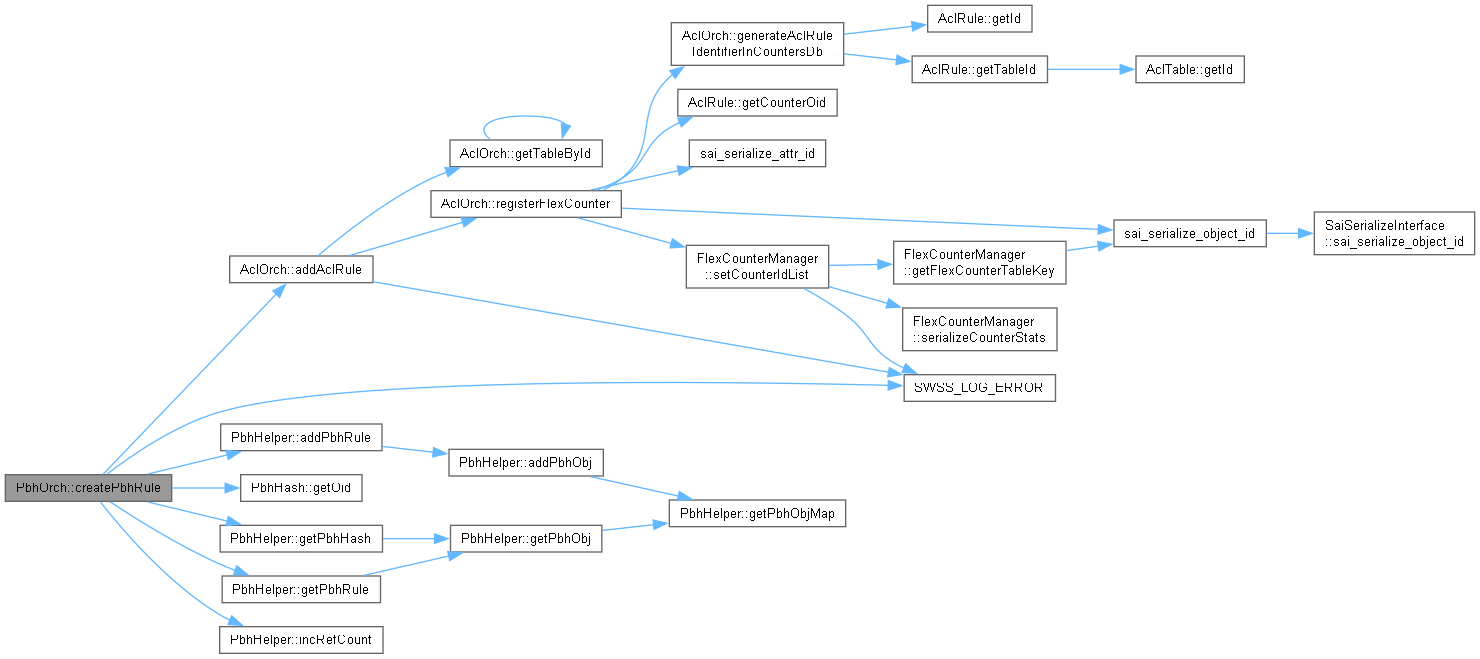 AclOrch::generateAclRule
IdentifierInCountersDb
AclRule::getId
AclRule::getTableId
AclTable::getId
AclRule::getCounterOid
AclOrch::getTableById
sai_serialize_attr_id
AclOrch::registerFlexCounter
sai_serialize_object_id
SaiSerializeInterface
::sai_serialize_object_id
AclOrch::addAclRule
FlexCounterManager
::setCounterIdList
FlexCounterManager
::getFlexCounterTableKey
FlexCounterManager
::serializeCounterStats
SWSS_LOG_ERROR
PbhHelper::addPbhRule
PbhHelper::addPbhObj
PbhOrch::createPbhRule
PbhHash::getOid
PbhHelper::getPbhObjMap
PbhHelper::getPbhHash
PbhHelper::getPbhObj
PbhHelper::getPbhRule
PbhHelper::incRefCount